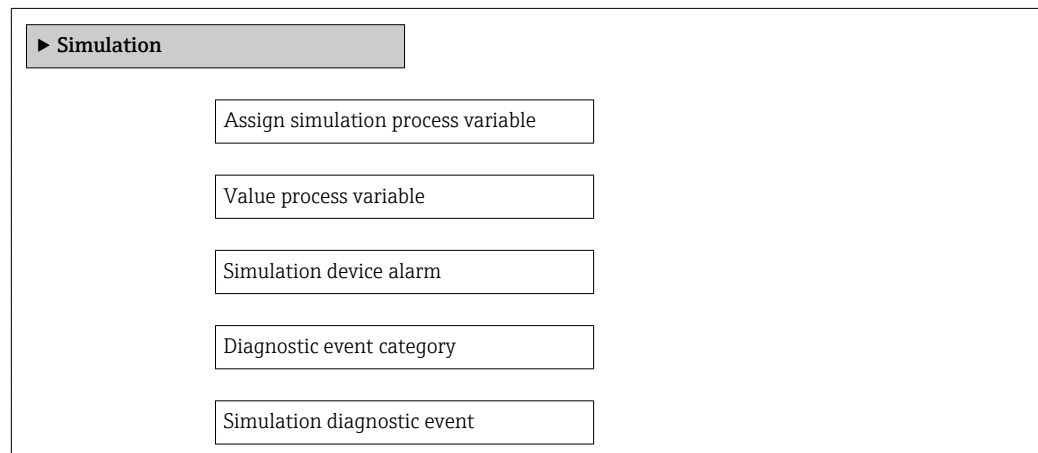 ▶ Simulation
Assign simulation process variable
Value process variable
Simulation device alarm
Diagnostic event category
Simulation diagnostic event